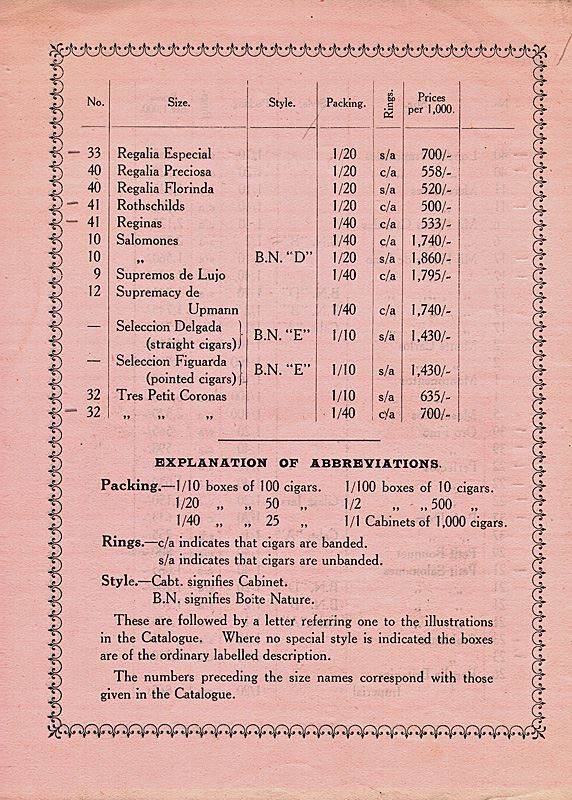 No. Size. Style. Packing. Rings. Prices per 1,000.
33 Regalia Especial 1/20 s/a 700/-
40 Regalia Preciosa 1/20 c/a 558/-
40 Regalia Florinda 1/20 s/a 520/-
41 Rothschilds 1/20 c/a 500/-
41 Reginas 1/40 c/a 533/-
10 Salomones 1/40 c/a 1,740/-
10 „ B.N. “D” 1/20 s/a 1,860/-
9 Supremos de Lujo 1/40 c/a 1,795/-
12 Supremacy de
Upmann 1/40 c/a 1,740/-
— Seleccion Delgada
(straight cigars) B.N. “E” 1/10 s/a 1,430/-
— Seleccion Figuarda
(pointed cigars) B.N. “E” 1/10 s/a 1,430/-
32 Tres Petit Coronas 1/10 s/a 635/-
32 „ „ „ 1/40 c/a 700/-
EXPLANATION OF ABBREVIATIONS.
Packing.—1/10 boxes of 100 cigars. 1/100 boxes of 10 cigars.
1/20 „ „ 50 „ 1/2 „ „ 500 „
1/40 „ „ 25 „ 1/1 Cabinets of 1,000 cigars.
Rings.—c/a indicates that cigars are banded.
s/a indicates that cigars are unbanded.
Style.—Cabt. signifies Cabinet.
B.N. signifies Boite Nature.
These are followed by a letter referring one to the illustrations
in the Catalogue. Where no special style is indicated the boxes
are of the ordinary labelled description.
The numbers preceding the size names correspond with those
given in the Catalogue.